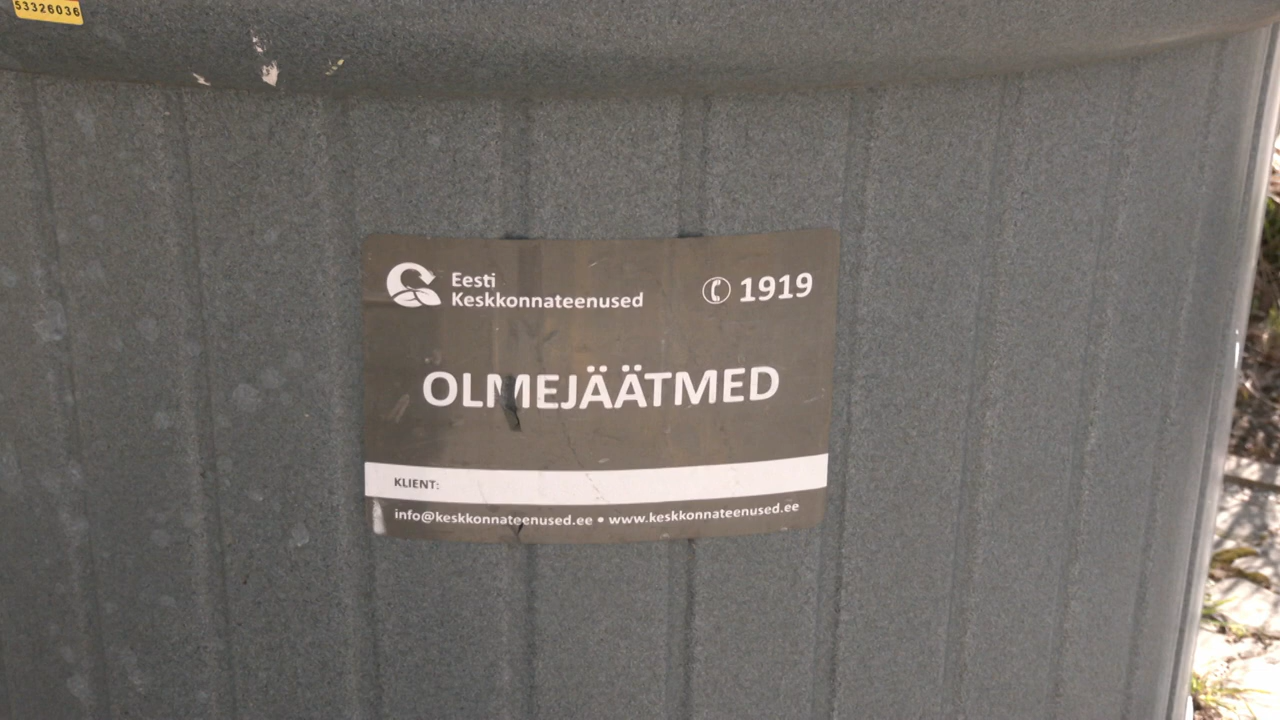 53326036
Eesti
Keskkonnateenused
1919
OLMEJÄÄTMED
KLIENT:
info@keskkonnateenused.ee • www.keskkonnateenused.ee